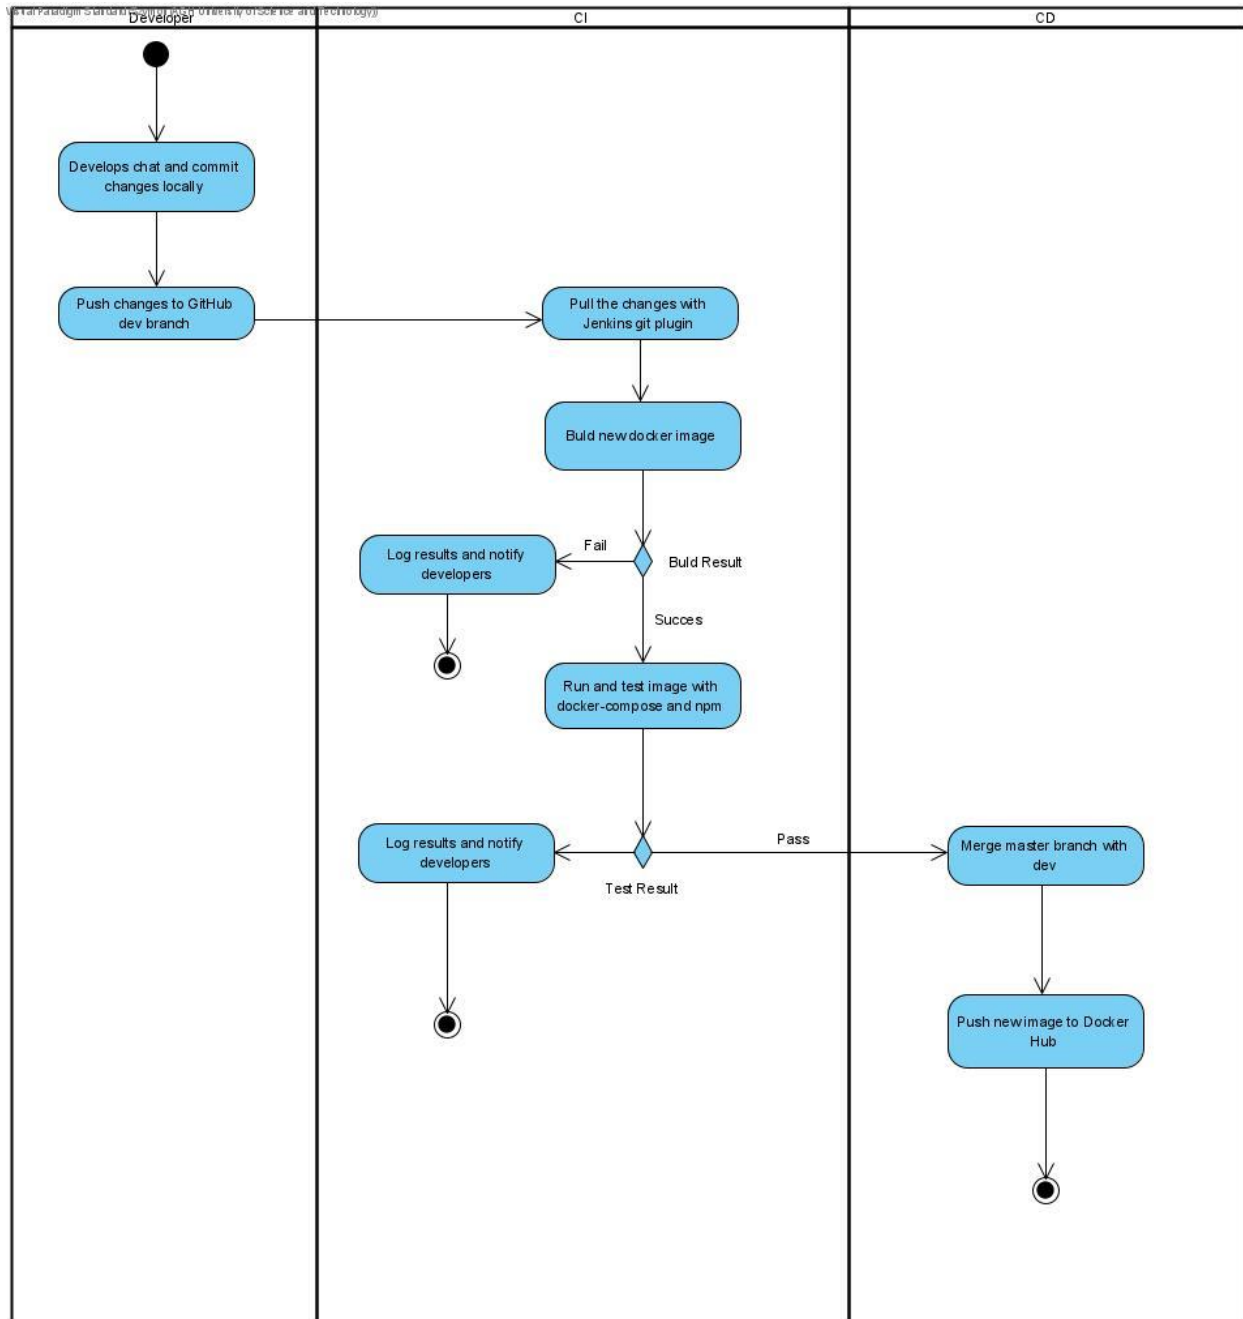 Developer
CI
CD
Develops chat and commit
changes locally
Push changes to GitHub
dev branch
Pull the changes with
Jenkins git plugin
Buld new docker image
Fail
Log results and notify
developers
Buld Result
Succes
Run and test image with
docker-compose and npm
Log results and notify
developers
Pass
Merge master branch with
dev
Test Result
Push new image to Docker
Hub